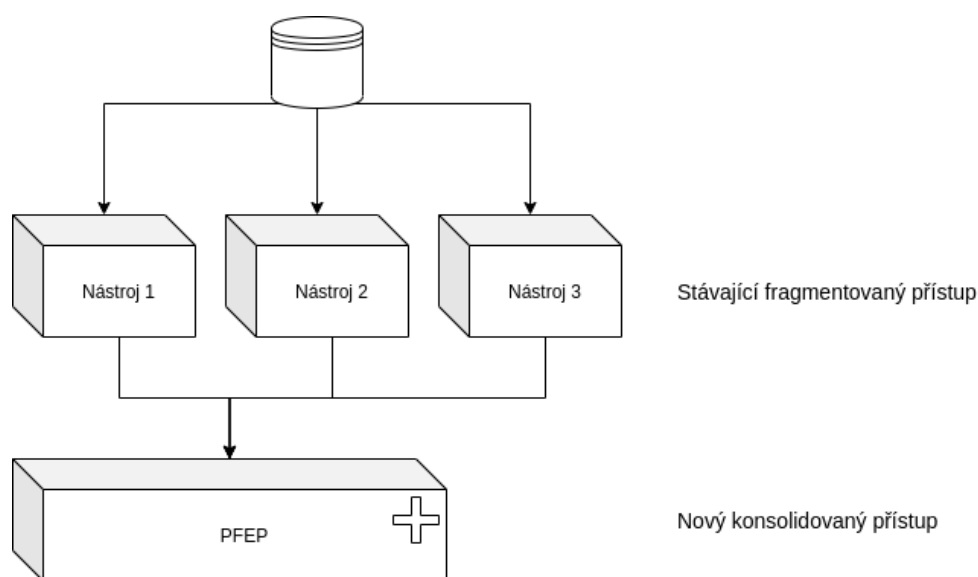 Nástroj 1
Nástroj 2
Nástroj 3
Stávající fragmentovaný přístup
PFEP
Nový konsolidovaný přístup